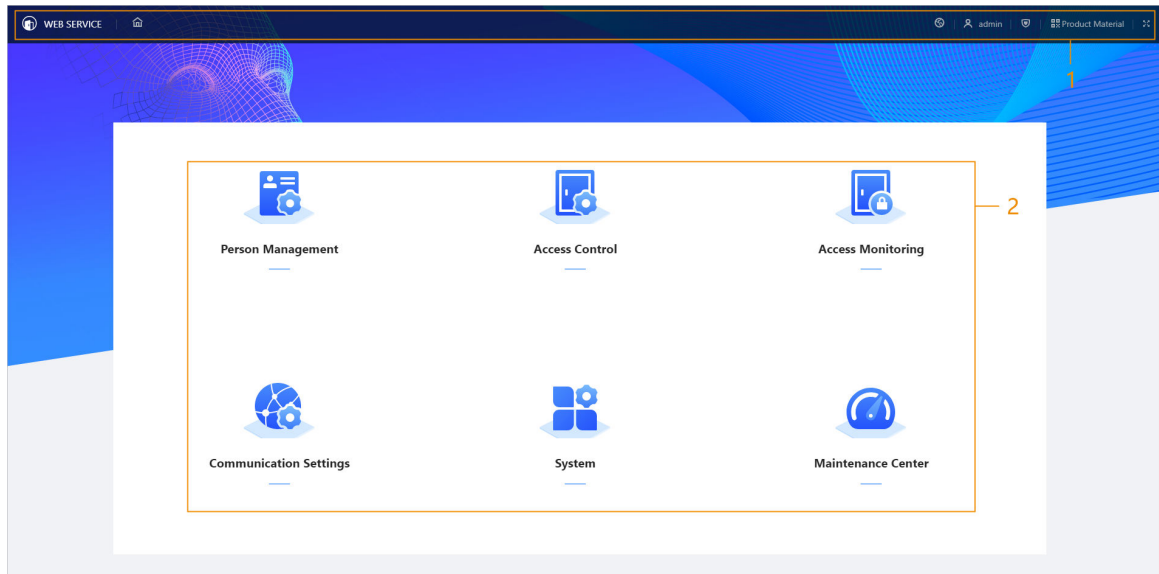 WEB SERVICE admin Product Material
1
2
Person Management Access Control Access Monitoring
Communication Settings System Maintenance Center